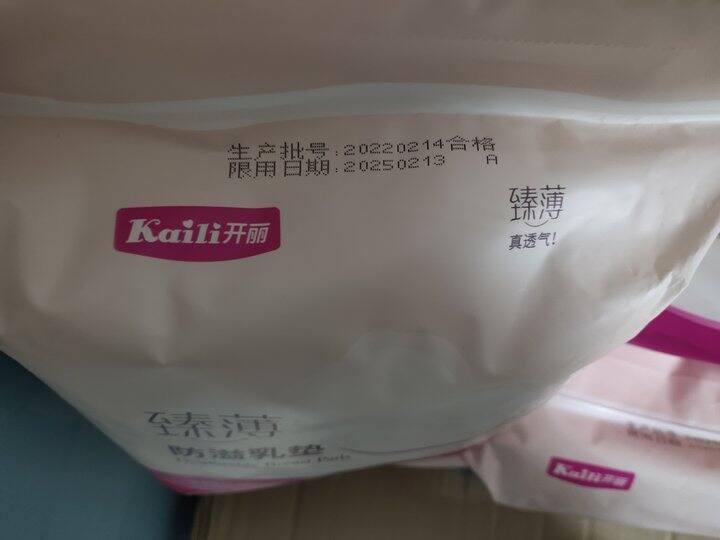 生产批号:20220214合格
限用日期:20250213 A
Kaili开丽
臻薄
真透气!
臻薄
防溢乳垫
Kaili开丽